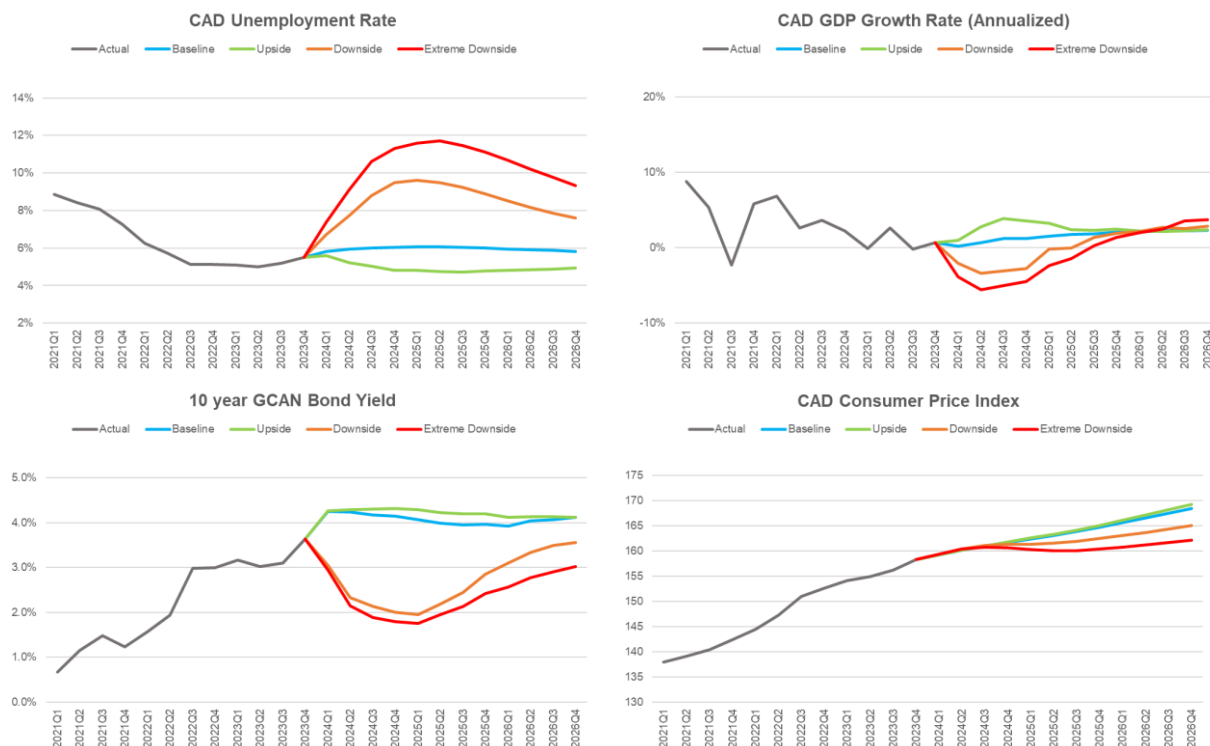 CAD Unemployment Rate
Actual Baseline Upside Downside Extreme Downside
14%
12%
10%
8%
6%
4%
2%
2021Q1 2021Q2 2021Q3 2021Q4 2022Q1 2022Q2 2022Q3 2022Q4 2023Q1 2023Q2 2023Q3 2023Q4 2024Q1 2024Q2 2024Q3 2024Q4 2025Q1 2025Q2 2025Q3 2025Q4 2026Q1 2026Q2 2026Q3 2026Q4
CAD GDP Growth Rate (Annualized)
Actual Baseline Upside Downside Extreme Downside
20%
10%
0%
-10%
2021Q1 2021Q2 2021Q3 2021Q4 2022Q1 2022Q2 2022Q3 2022Q4 2023Q1 2023Q2 2023Q3 2023Q4 2024Q1 2024Q2 2024Q3 2024Q4 2025Q1 2025Q2 2025Q3 2025Q4 2026Q1 2026Q2 2026Q3 2026Q4
10 year GCAN Bond Yield
Actual Baseline Upside Downside Extreme Downside
5.0%
4.0%
3.0%
2.0%
1.0%
0.0%
2021Q1 2021Q2 2021Q3 2021Q4 2022Q1 2022Q2 2022Q3 2022Q4 2023Q1 2023Q2 2023Q3 2023Q4 2024Q1 2024Q2 2024Q3 2024Q4 2025Q1 2025Q2 2025Q3 2025Q4 2026Q1 2026Q2 2026Q3 2026Q4
CAD Consumer Price Index
Actual Baseline Upside Downside Extreme Downside
175
170
165
160
155
150
145
140
135
130
2021Q1 2021Q2 2021Q3 2021Q4 2022Q1 2022Q2 2022Q3 2022Q4 2023Q1 2023Q2 2023Q3 2023Q4 2024Q1 2024Q2 2024Q3 2024Q4 2025Q1 2025Q2 2025Q3 2025Q4 2026Q1 2026Q2 2026Q3 2026Q4